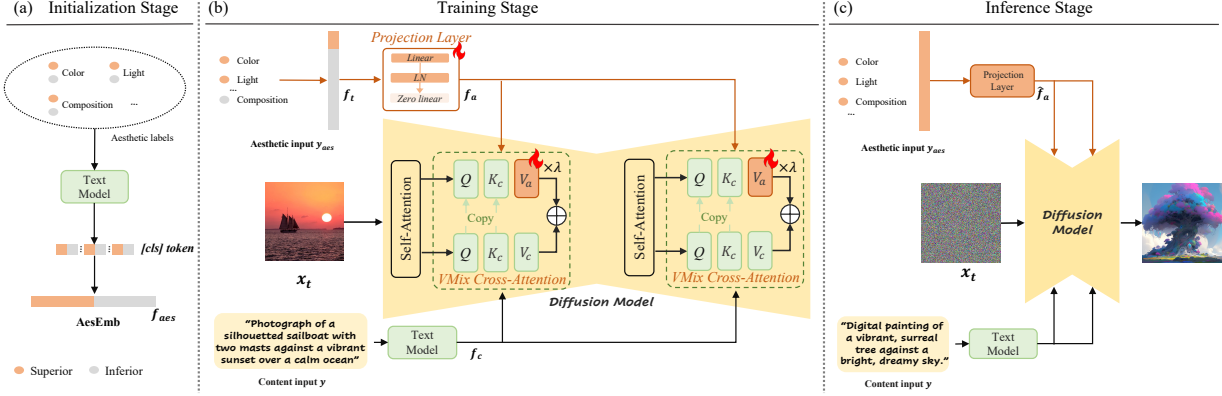 (a) Initialization Stage
Color
Light
Composition
...
Aesthetic labels
Text
Model
[cls] token
f_aes
AesEmb
Superior
Inferior
(b) Training Stage
Color
Light
...
Composition
f_t
Aesthetic input y_aes
Projection Layer
Linear
LN
Zero linear
f_a
x_t
Self-Attention
Q
K_c
V_a
×λ
Copy
Q
K_c
V_c
VMix Cross-Attention
Self-Attention
Q
K_c
V_a
×λ
Copy
Q
K_c
V_c
VMix Cross-Attention
Diffusion Model
"Photograph of a
silhouetted sailboat with
two masts against a vibrant
sunset over a calm ocean"
Content input y
Text
Model
f_c
(c) Inference Stage
Color
Light
Composition
...
Aesthetic input y_aes
Projection
Layer
f̂_a
x_t
Diffusion
Model
"Digital painting of
a vibrant, surreal
tree against a
bright, dreamy sky."
Content input y
Text
Model